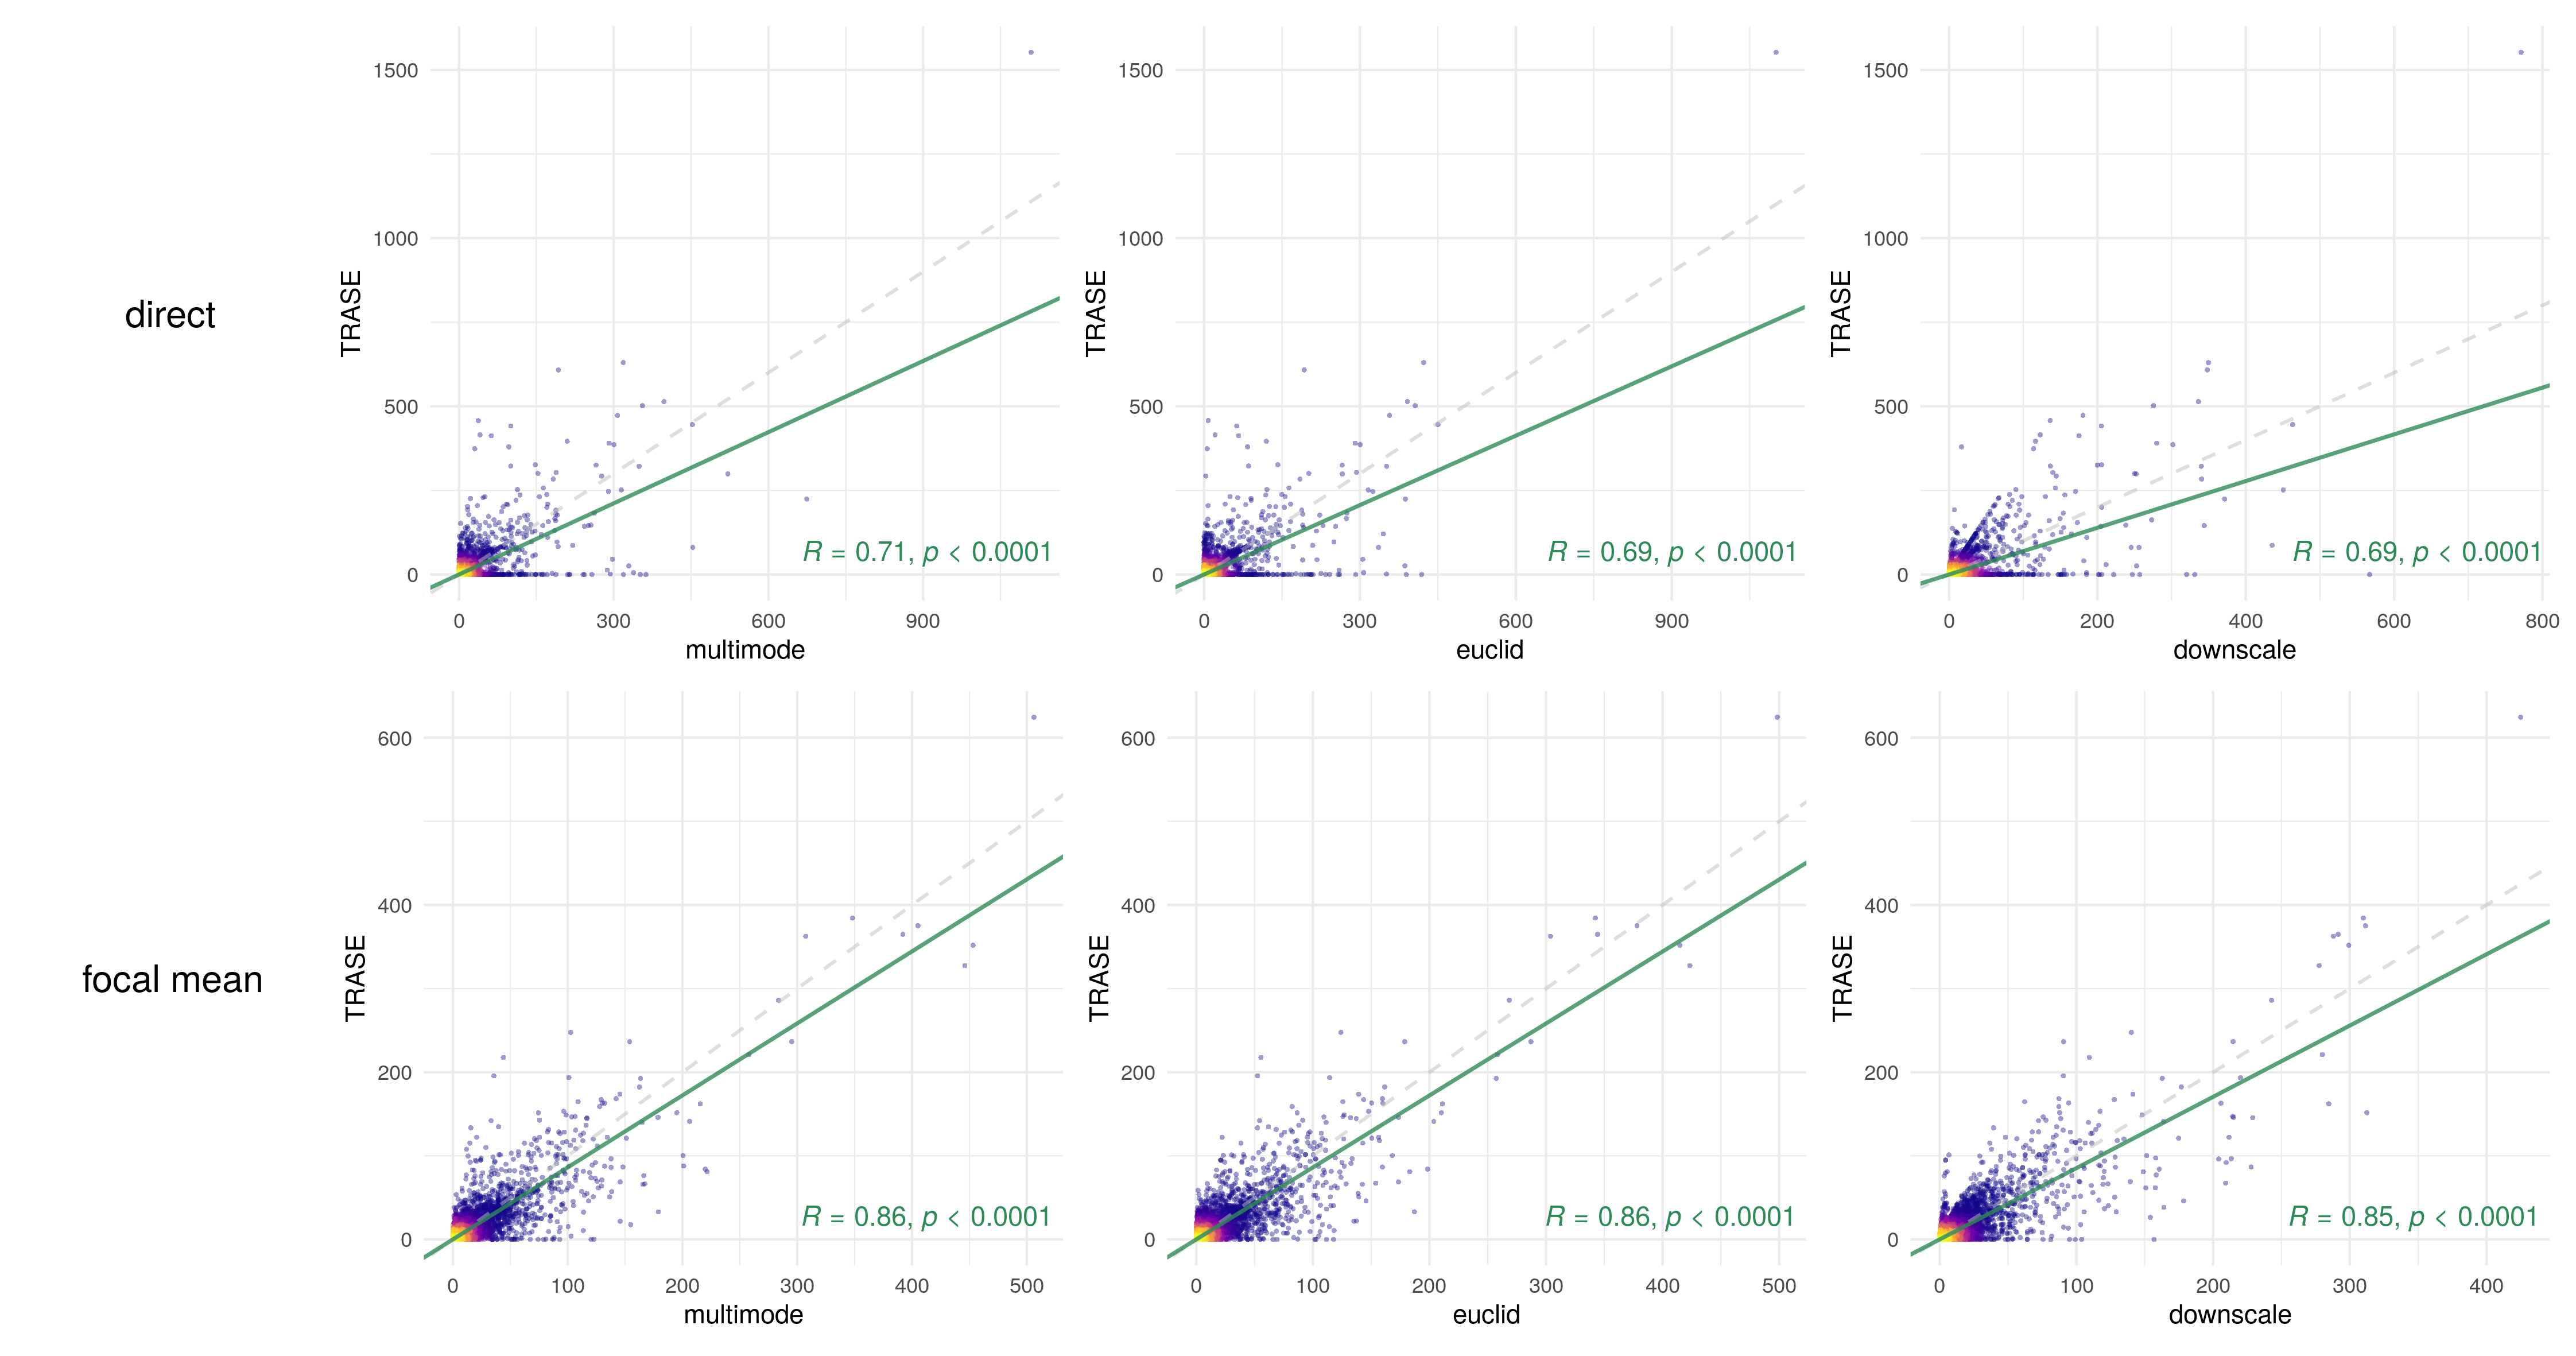 direct
TRASE
1500
1000
500
0
R = 0.71, p < 0.0001
0 300 600 900
multimode
TRASE
1500
1000
500
0
R = 0.69, p < 0.0001
0 300 600 900
euclid
TRASE
1500
1000
500
0
R = 0.69, p < 0.0001
0 200 400 600 800
downscale
focal mean
TRASE
600
400
200
0
R = 0.86, p < 0.0001
0 100 200 300 400 500
multimode
TRASE
600
400
200
0
R = 0.86, p < 0.0001
0 100 200 300 400 500
euclid
TRASE
600
400
200
0
R = 0.85, p < 0.0001
0 100 200 300 400
downscale